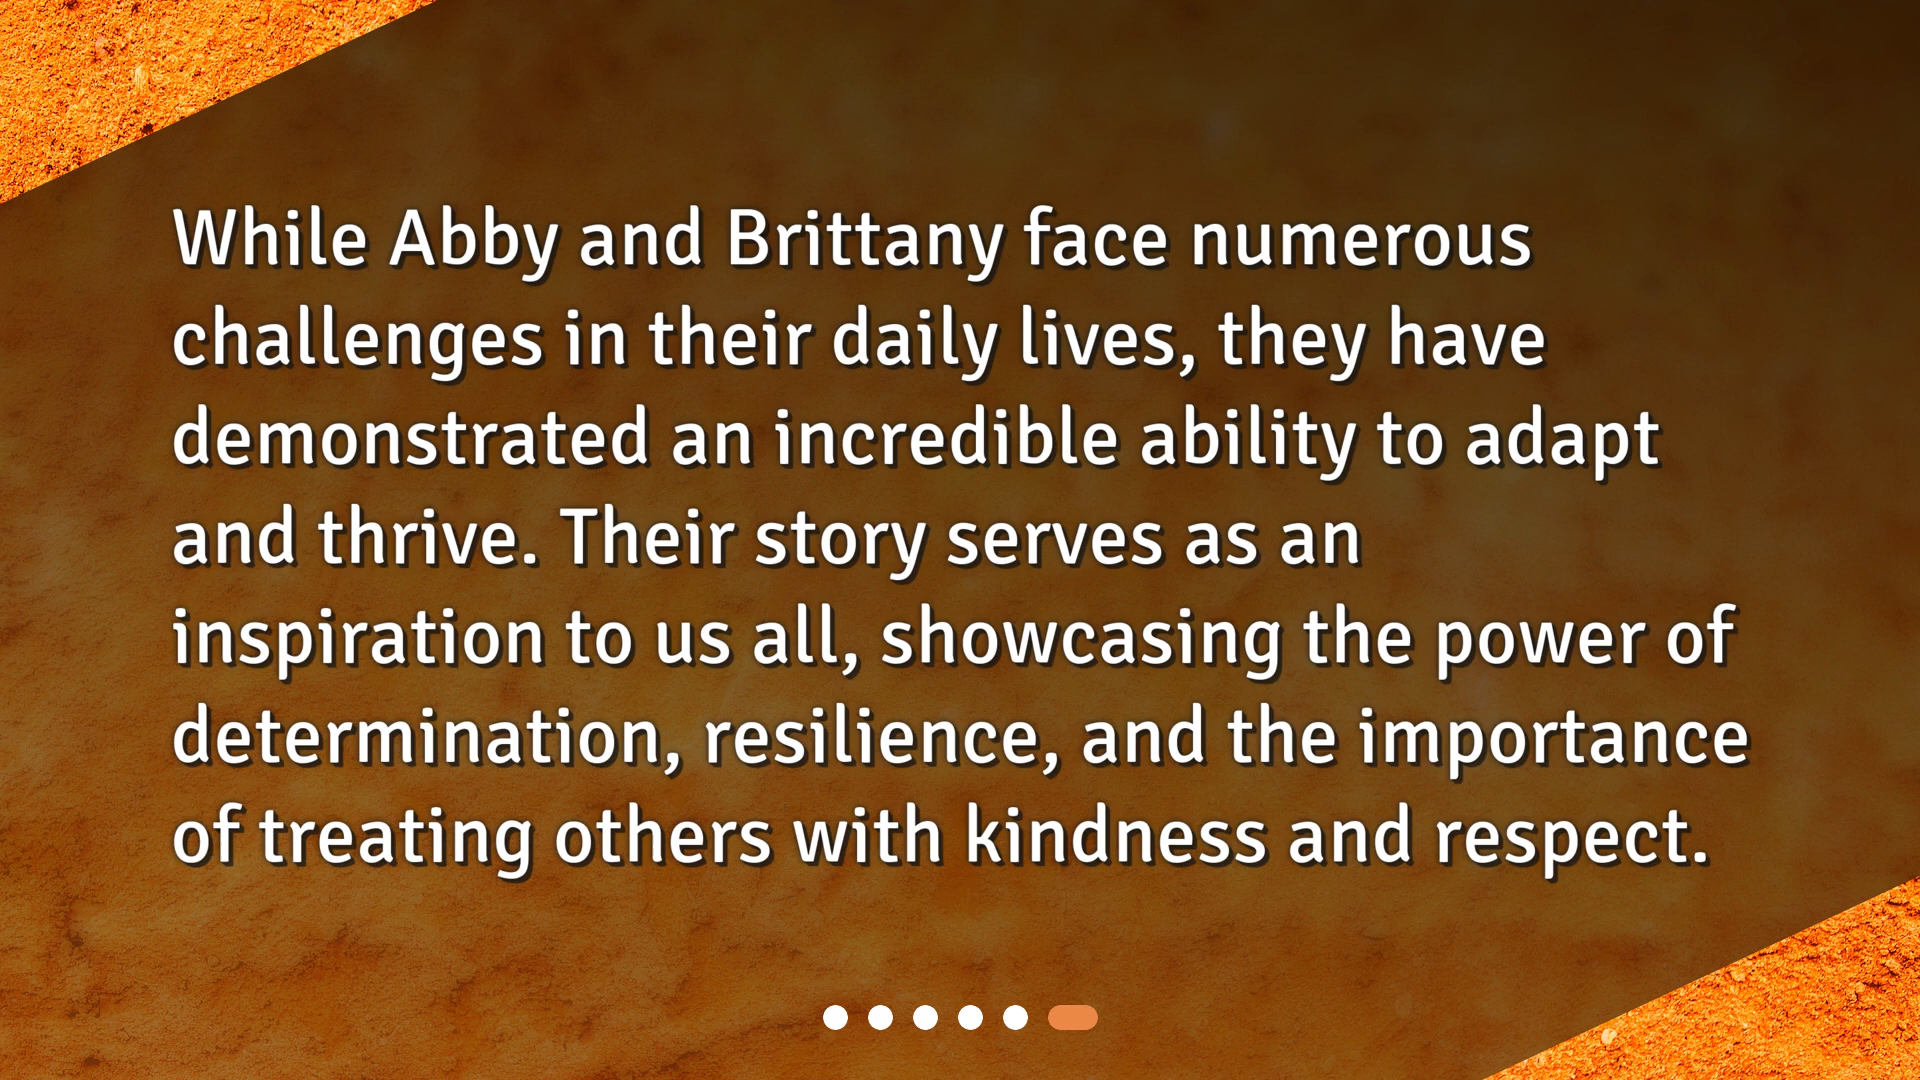 While Abby and Brittany face numerous
challenges in their daily lives, they have
demonstrated an incredible ability to adapt
and thrive. Their story serves as an
inspiration to us all, showcasing the power of
determination, resilience, and the importance
of treating others with kindness and respect.